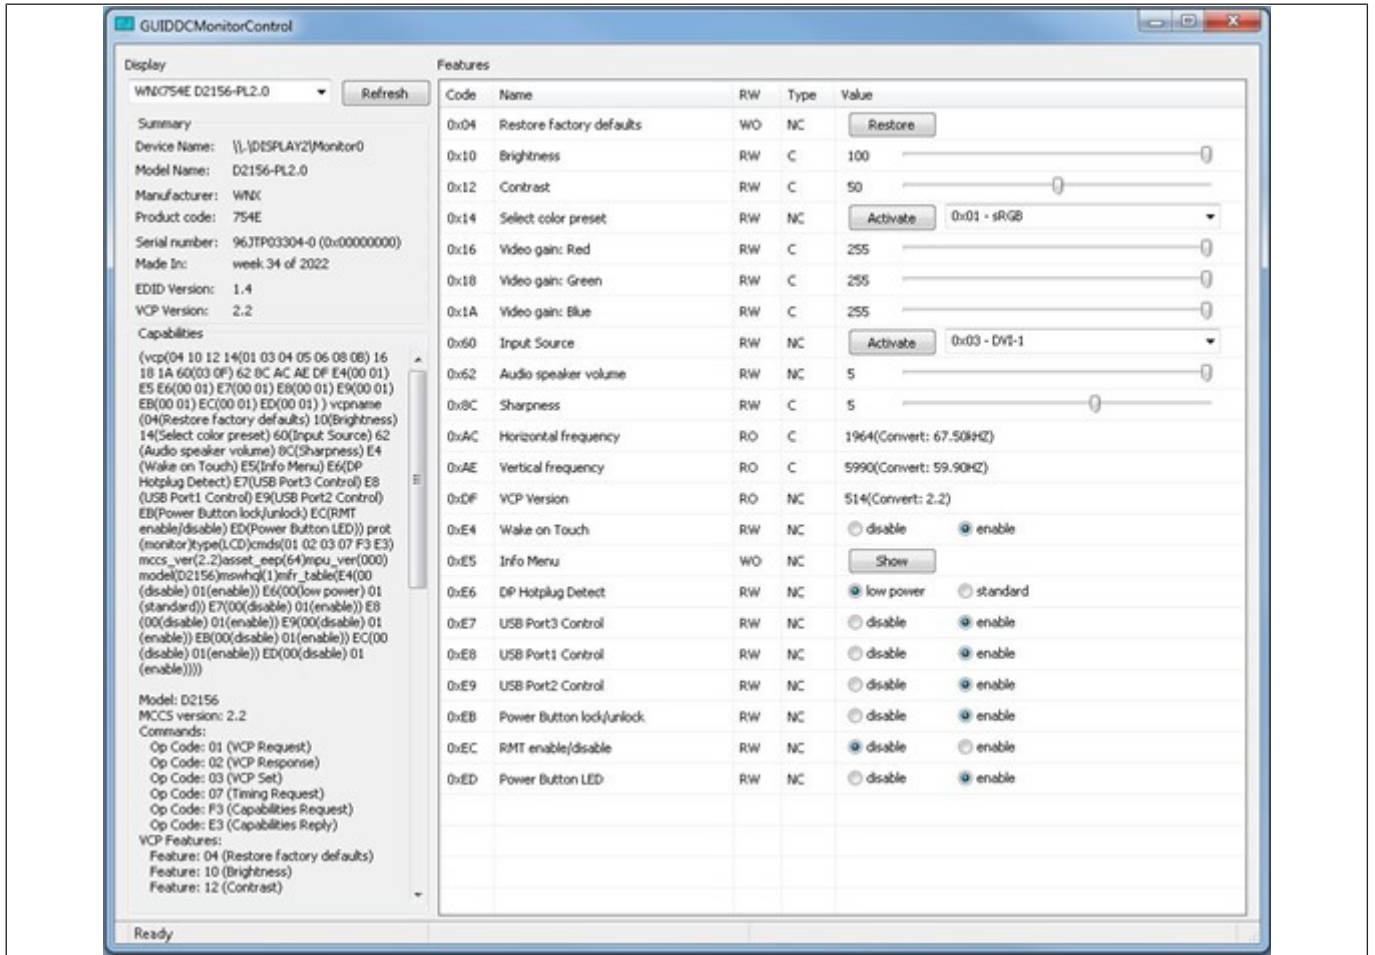 GUIDDCMonitorControl
Display
WNX754E D2156-PL2.0
Refresh
Summary
Device Name: \\.\DISPLAY2\Monitor0
Model Name: D2156-PL2.0
Manufacturer: WNX
Product code: 754E
Serial number: 96JTP03304-0 (0x00000000)
Made In: week 34 of 2022
EDID Version: 1.4
VCP Version: 2.2
Capabilities
(vcp(04 10 12 14(01 03 04 05 06 08 0B) 16
18 1A 60(03 0F) 62 8C AC AE DF E4(00 01)
E5 E6(00 01) E7(00 01) E8(00 01) E9(00 01)
EB(00 01) EC(00 01) ED(00 01) ) vcpname
(04(Restore factory defaults) 10(Brightness)
14(Select color preset) 60(Input Source) 62
(Audio speaker volume) 8C(Sharpness) E4
(Wake on Touch) E5(Info Menu) E6(DP
Hotplug Detect) E7(USB Port3 Control) E8
(USB Port1 Control) E9(USB Port2 Control)
EB(Power Button lock/unlock) EC(RMT
enable/disable) ED(Power Button LED)) prot
(monitor)type(LCD)cmds(01 02 03 07 F3 E3)
mccs_ver(2.2)asset_eep(64)mpu_ver(000)
model(D2156)mswhql(1)mfr_table(E4(00
(disable) 01(enable)) E6(00(low power) 01
(standard)) E7(00(disable) 01(enable)) E8
(00(disable) 01(enable)) E9(00(disable) 01
(enable)) EB(00(disable) 01(enable)) EC(00
(disable) 01(enable)) ED(00(disable) 01
(enable))))
Model: D2156
MCCS version: 2.2
Commands:
Op Code: 01 (VCP Request)
Op Code: 02 (VCP Response)
Op Code: 03 (VCP Set)
Op Code: 07 (Timing Request)
Op Code: F3 (Capabilities Request)
Op Code: E3 (Capabilities Reply)
VCP Features:
Feature: 04 (Restore factory defaults)
Feature: 10 (Brightness)
Feature: 12 (Contrast)
Features
Code Name RW Type Value
0x04 Restore factory defaults WO NC Restore
0x10 Brightness RW C 100
0x12 Contrast RW C 50
0x14 Select color preset RW NC Activate 0x01 - sRGB
0x16 Video gain: Red RW C 255
0x18 Video gain: Green RW C 255
0x1A Video gain: Blue RW C 255
0x60 Input Source RW NC Activate 0x03 - DVI-1
0x62 Audio speaker volume RW NC 5
0x8C Sharpness RW C 5
0xAC Horizontal frequency RO C 1964(Convert: 67.50kHZ)
0xAE Vertical frequency RO C 5990(Convert: 59.90HZ)
0xDF VCP Version RO NC 514(Convert: 2.2)
0xE4 Wake on Touch RW NC disable enable
0xE5 Info Menu WO NC Show
0xE6 DP Hotplug Detect RW NC low power standard
0xE7 USB Port3 Control RW NC disable enable
0xE8 USB Port1 Control RW NC disable enable
0xE9 USB Port2 Control RW NC disable enable
0xEB Power Button lock/unlock RW NC disable enable
0xEC RMT enable/disable RW NC disable enable
0xED Power Button LED RW NC disable enable
Ready